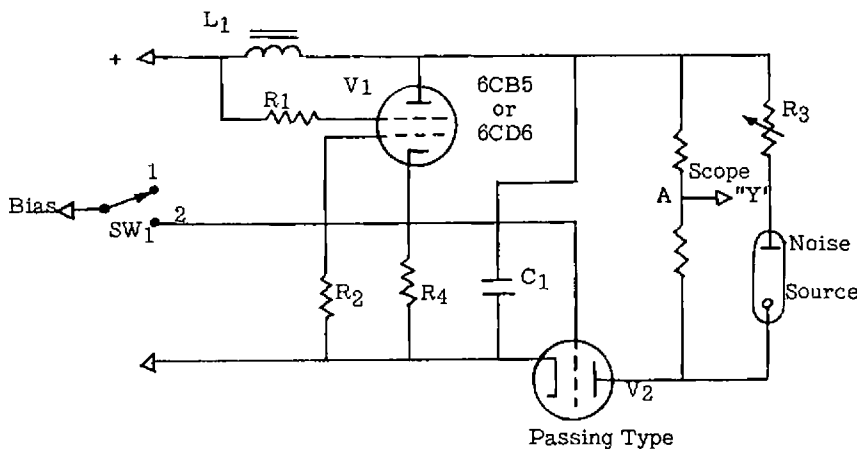 L1
+
V1
6CB5
or
6CD6
R1
R3
1
Scope
Bias
A
"Y"
SW1
2
Noise
R2
R4
C1
Source
V2
Passing Type